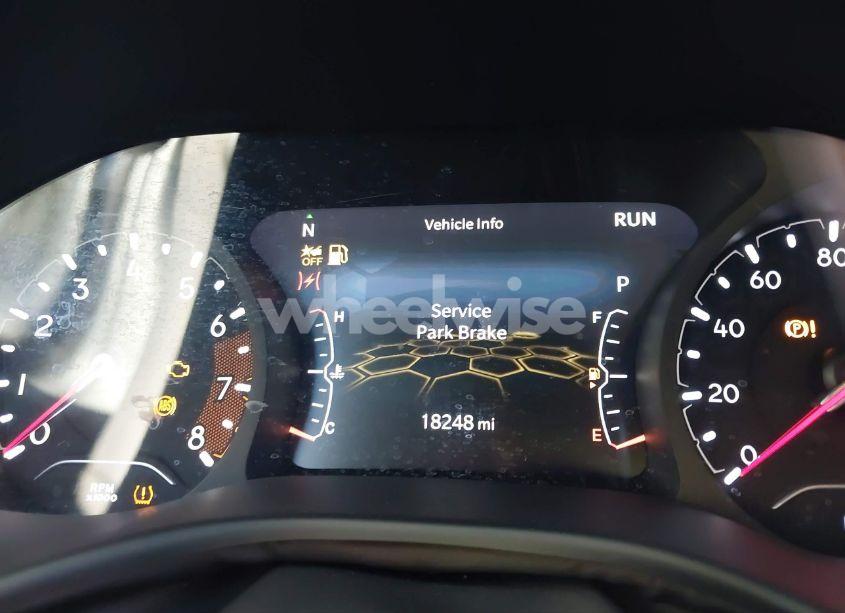 N
Vehicle Info
RUN
OFF
P
wheelwise
H
Service
F
Park Brake
C
18248 mi
E
0
1
2
3
4
5
6
7
8
ABS
RPM
x1000
0
20
40
60
80
P!